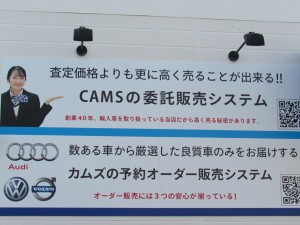 査定価格よりも更に高く売ることが出来る!!
CAMSの委託販売システム
創業40年、輸入車を取り扱っている当店だから高く売る秘密があります。
数ある車から厳選した良質車のみをお届けする
Audi
カムズの予約オーダー販売システム
VOLVO
オーダー販売には3つの安心が揃っている!